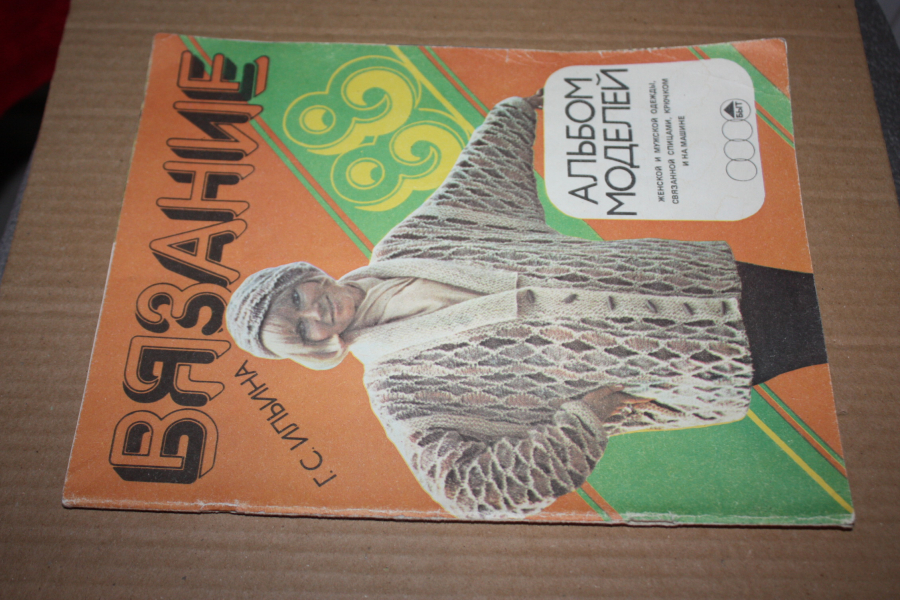 ВЯЗАНИЕ
Г.С. ИЛЬИНА
АЛЬБОМ
МОДЕЛЕЙ
ЖЕНСКОЙ И МУЖСКОЙ ОДЕЖДЫ,
СВЯЗАННОЙ СПИЦАМИ, КРЮЧКОМ
И НА МАШИНЕ
БЫТ